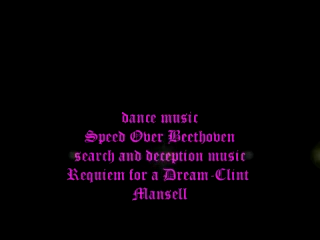 dance music
Speed Over Beethoven
search and deception music
Requiem for a Dream-Clint
Mansell